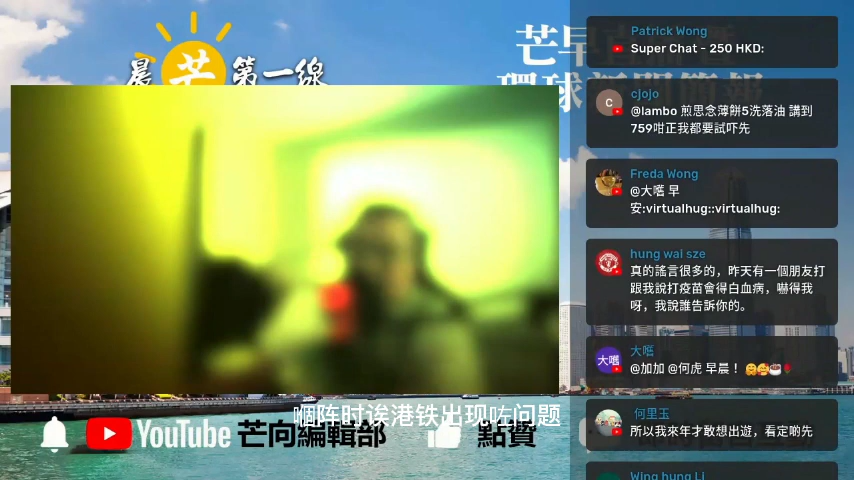 晨芒第一線
Patrick Wong
Super Chat - 250 HKD:
C
cjojo
@lambo 煎思念薄餅5洗落油 講到
759咁正我都要試吓先
Freda Wong
@大嚿 早
安:virtualhug::virtualhug:
hung wai sze
真的謠言很多的，昨天有一個朋友打
跟我說打疫苗會得白血病，嚇得我
呀，我說誰告訴你的。
大嚿
大嚿
@加加 @何虎 早晨！
何里玉
所以我來年才敢想出遊，看定啲先
Wing hung Li
嗰阵时诶港铁出现咗问题
YouTube 芒向編輯部
點贊